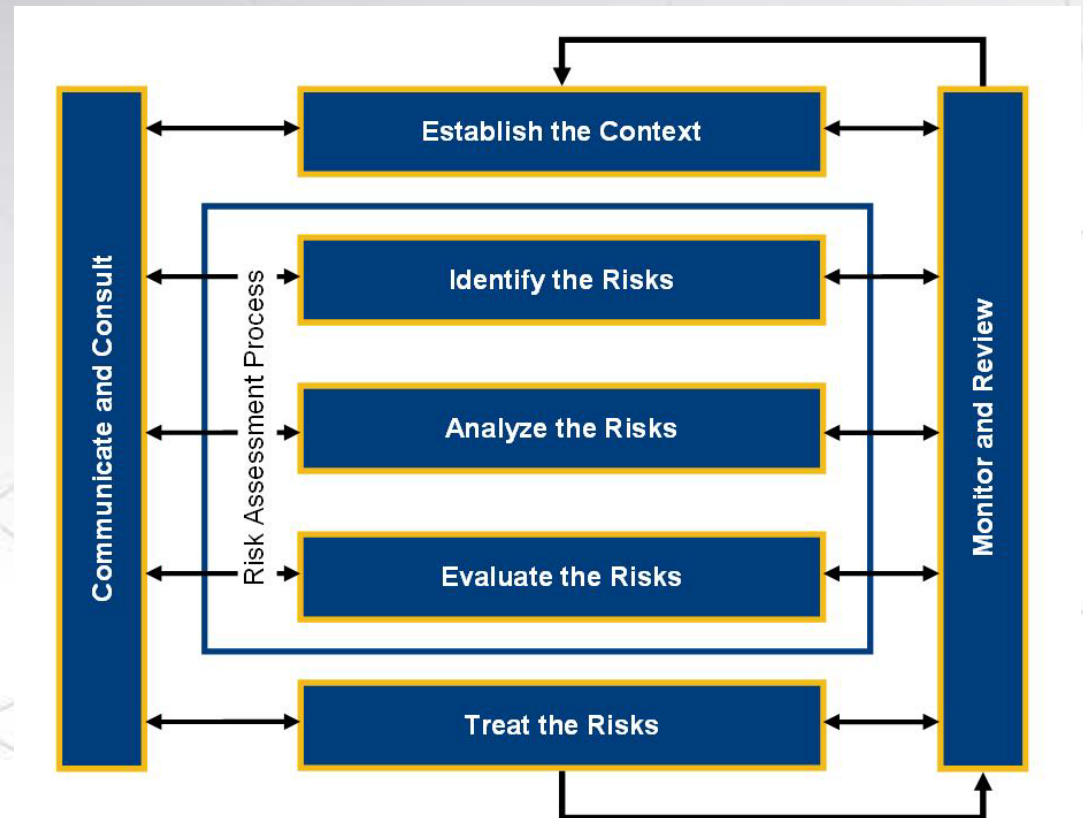 Establish the Context
Communicate and Consult
Risk Assessment Process
Identify the Risks
Analyze the Risks
Evaluate the Risks
Monitor and Review
Treat the Risks